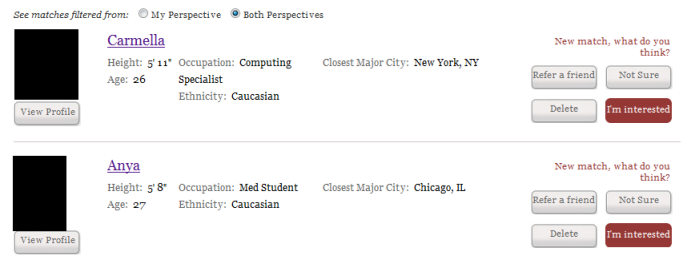 See matches filtered from: My Perspective Both Perspectives
Carmella
Height: 5' 11" Occupation: Computing Specialist Closest Major City: New York, NY
Age: 26
Ethnicity: Caucasian
View Profile
New match, what do you think?
Refer a friend Not Sure
Delete I'm interested
Anya
Height: 5' 8" Occupation: Med Student Closest Major City: Chicago, IL
Age: 27 Ethnicity: Caucasian
View Profile
New match, what do you think?
Refer a friend Not Sure
Delete I'm interested